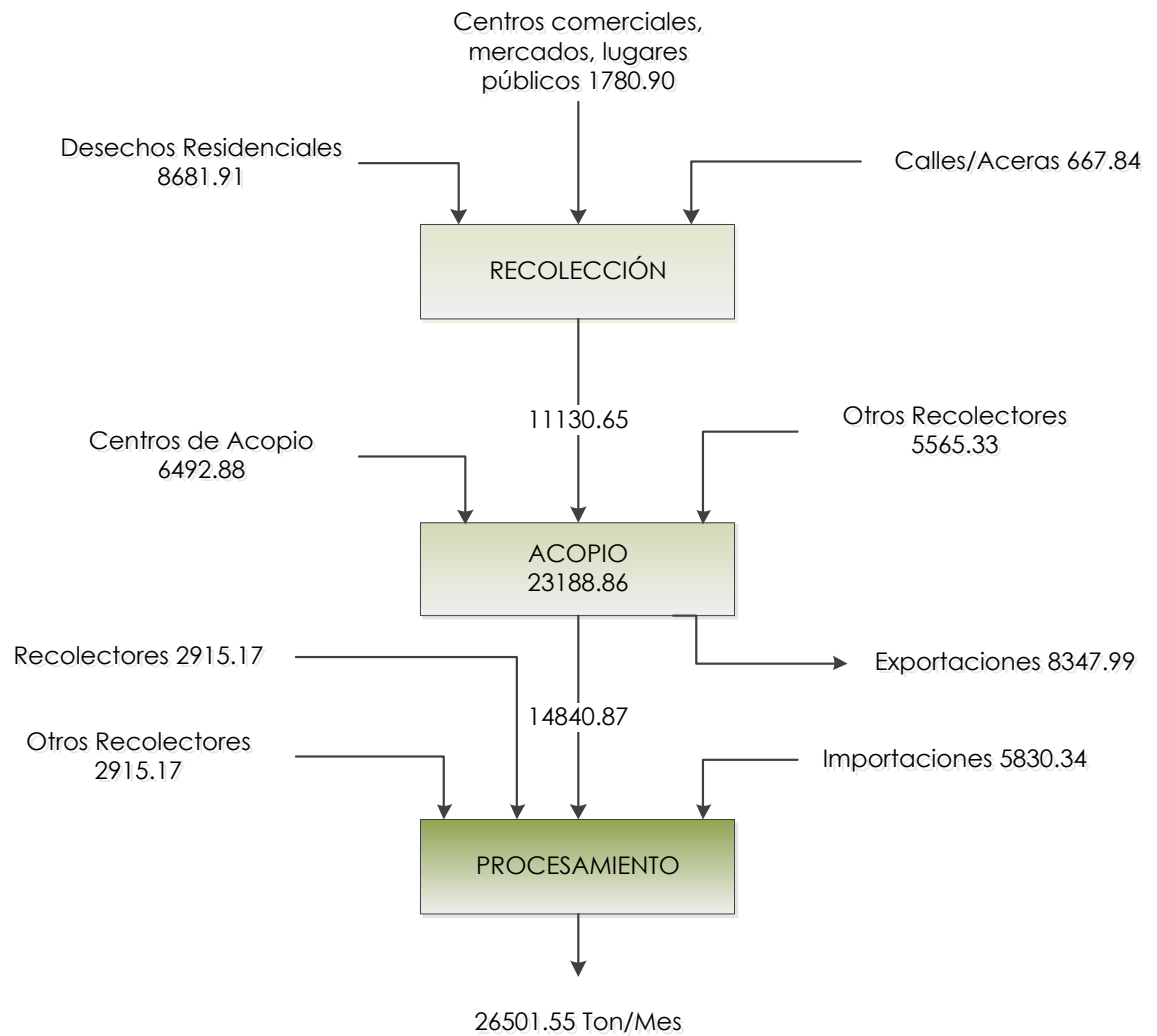 Centros comerciales,
mercados, lugares
públicos 1780.90
Desechos Residenciales
8681.91
Calles/Aceras 667.84
RECOLECCIÓN
11130.65
Otros Recolectores
5565.33
Centros de Acopio
6492.88
ACOPIO
23188.86
Recolectores 2915.17
Exportaciones 8347.99
14840.87
Otros Recolectores
2915.17
Importaciones 5830.34
PROCESAMIENTO
26501.55 Ton/Mes